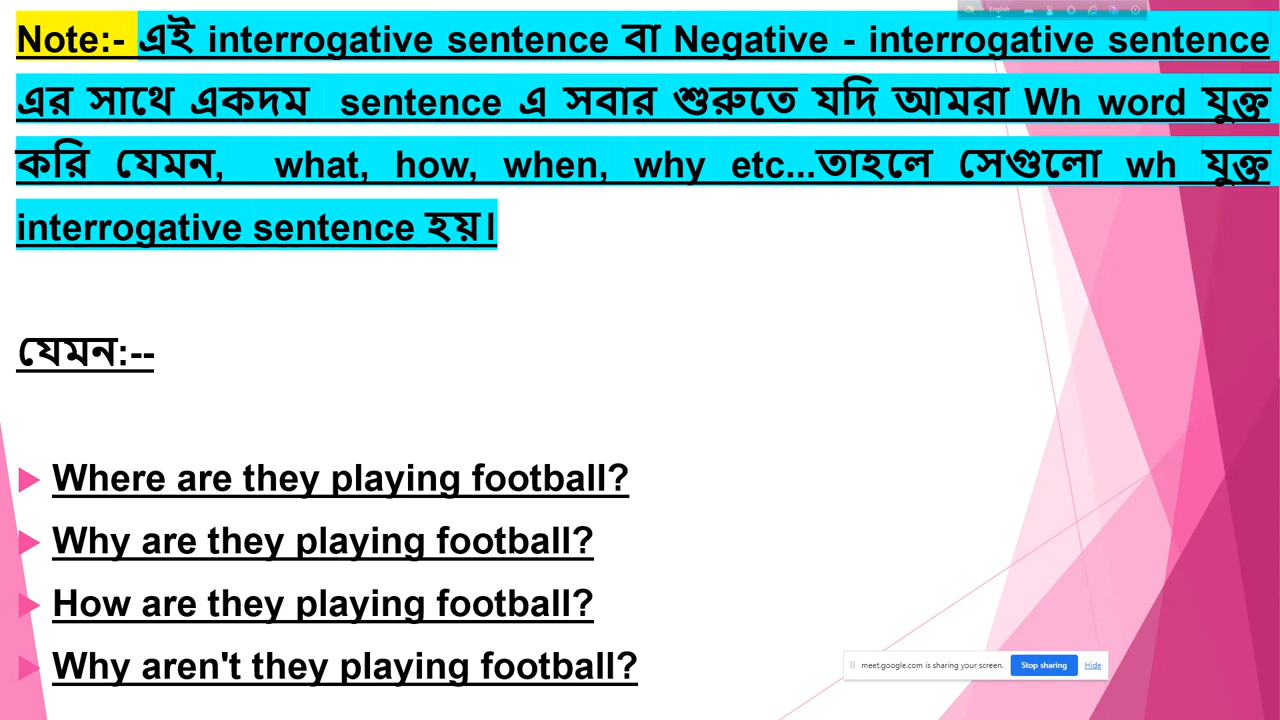 English
Note:- এই interrogative sentence বা Negative - interrogative sentence
এর সাথে একদম sentence এ সবার শুরুতে যদি আমরা Wh word যুক্ত
করি যেমন, what, how, when, why etc...তাহলে সেগুলো wh যুক্ত
interrogative sentence হয়।
যেমন:--
Where are they playing football?
Why are they playing football?
How are they playing football?
Why aren't they playing football?
meet.google.com is sharing your screen. Stop sharing Hide